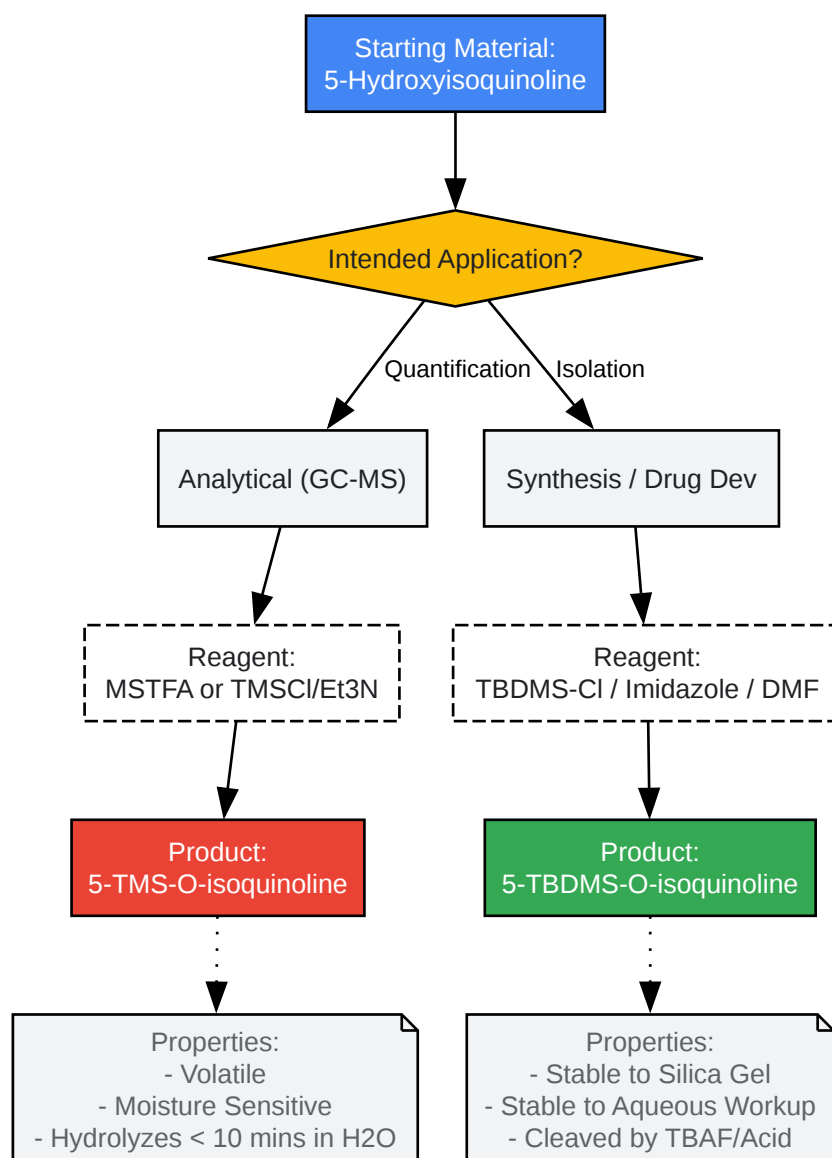 Starting Material:
5-Hydroxyisoquinoline
Intended Application?
Quantification
Isolation
Analytical (GC-MS)
Synthesis / Drug Dev
Reagent:
MSTFA or TMSCl/Et3N
Reagent:
TBDMS-Cl / Imidazole / DMF
Product:
5-TMS-O-isoquinoline
Product:
5-TBDMS-O-isoquinoline
Properties:
- Volatile
- Moisture Sensitive
- Hydrolyzes < 10 mins in H2O
Properties:
- Stable to Silica Gel
- Stable to Aqueous Workup
- Cleaved by TBAF/Acid